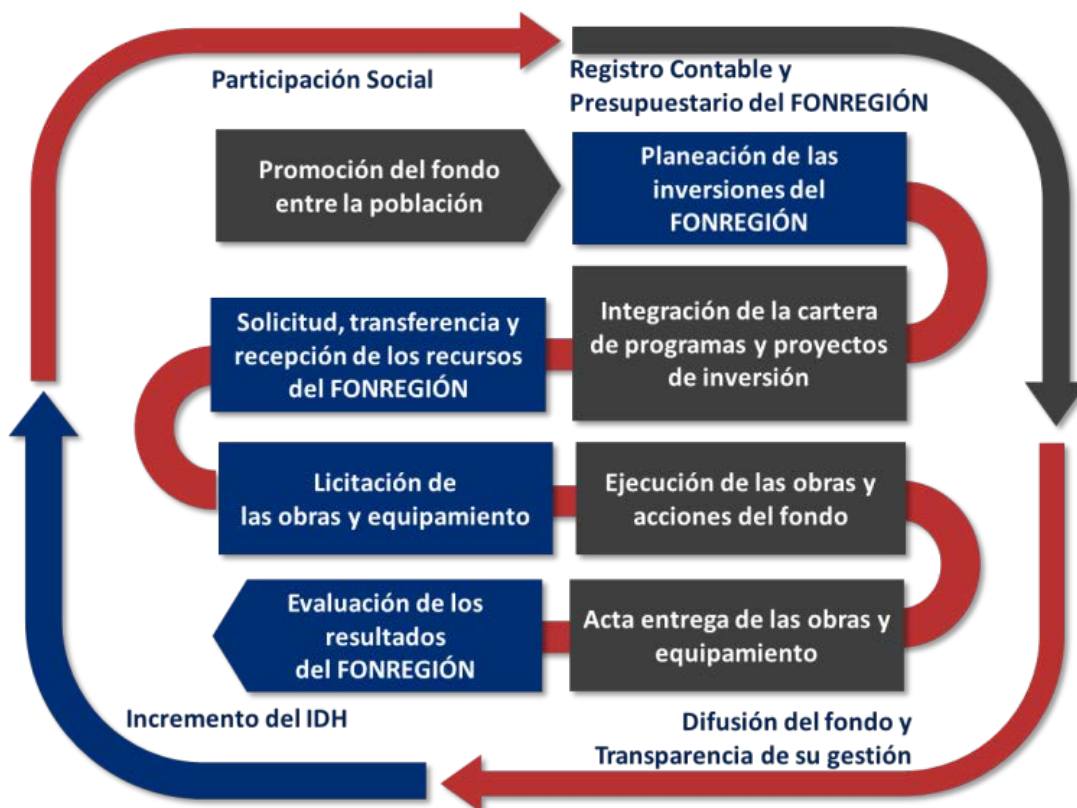 Participación Social
Registro Contable y
Presupuestario del FONREGIÓN
Promoción del fondo
entre la población
Planeación de las
inversiones del
FONREGIÓN
Integración de la cartera
de programas y proyectos
de inversión
Solicitud, transferencia y
recepción de los recursos
del FONREGIÓN
Licitación de
las obras y equipamiento
Ejecución de las obras y
acciones del fondo
Acta entrega de las obras y
equipamiento
Evaluación de los
resultados
del FONREGIÓN
Difusión del fondo y
Transparencia de su gestión
Incremento del IDH